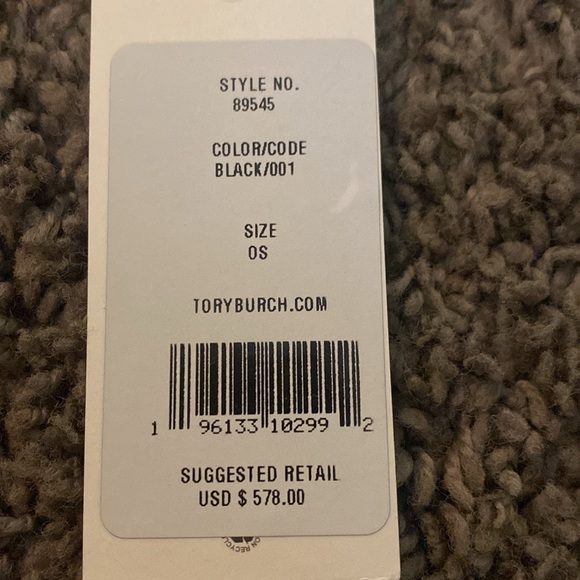 STYLE NO.
89545
COLOR/CODE
BLACK/001
SIZE
OS
TORYBURCH.COM
1 96133 10299 2
SUGGESTED RETAIL
USD $ 578.00